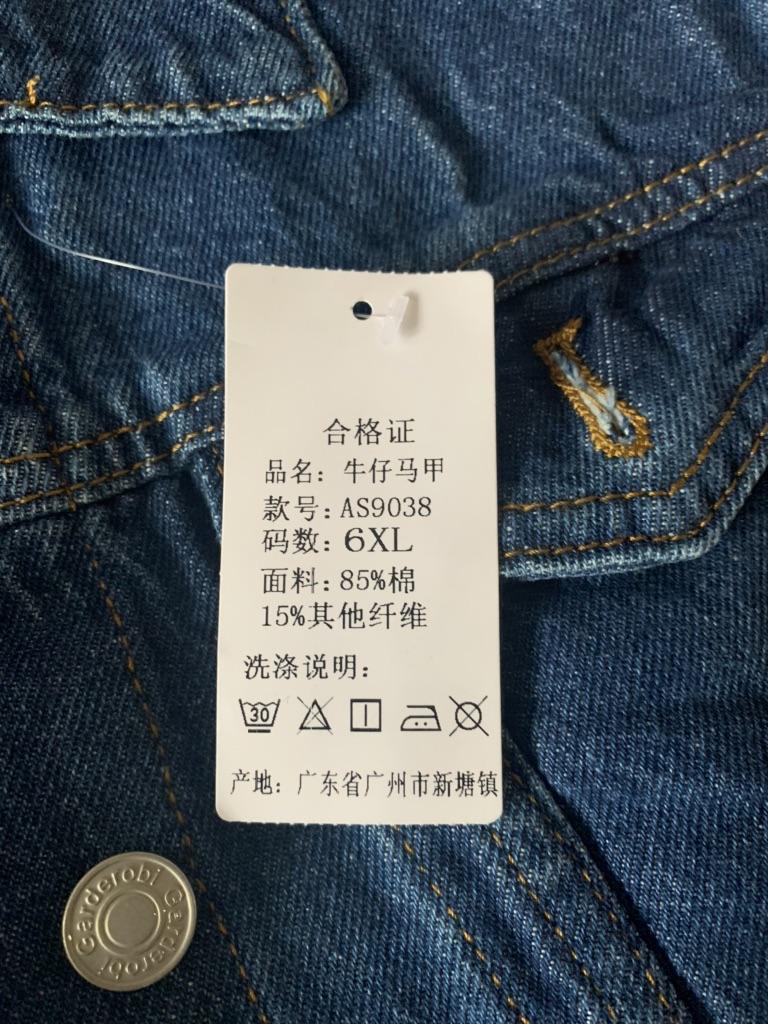 合格证
品名：牛仔马甲
款号：AS9038
码数：6XL
面料：85%棉
15%其他纤维
洗涤说明：
30
产地：广东省广州市新塘镇
Garderobi Garderobi